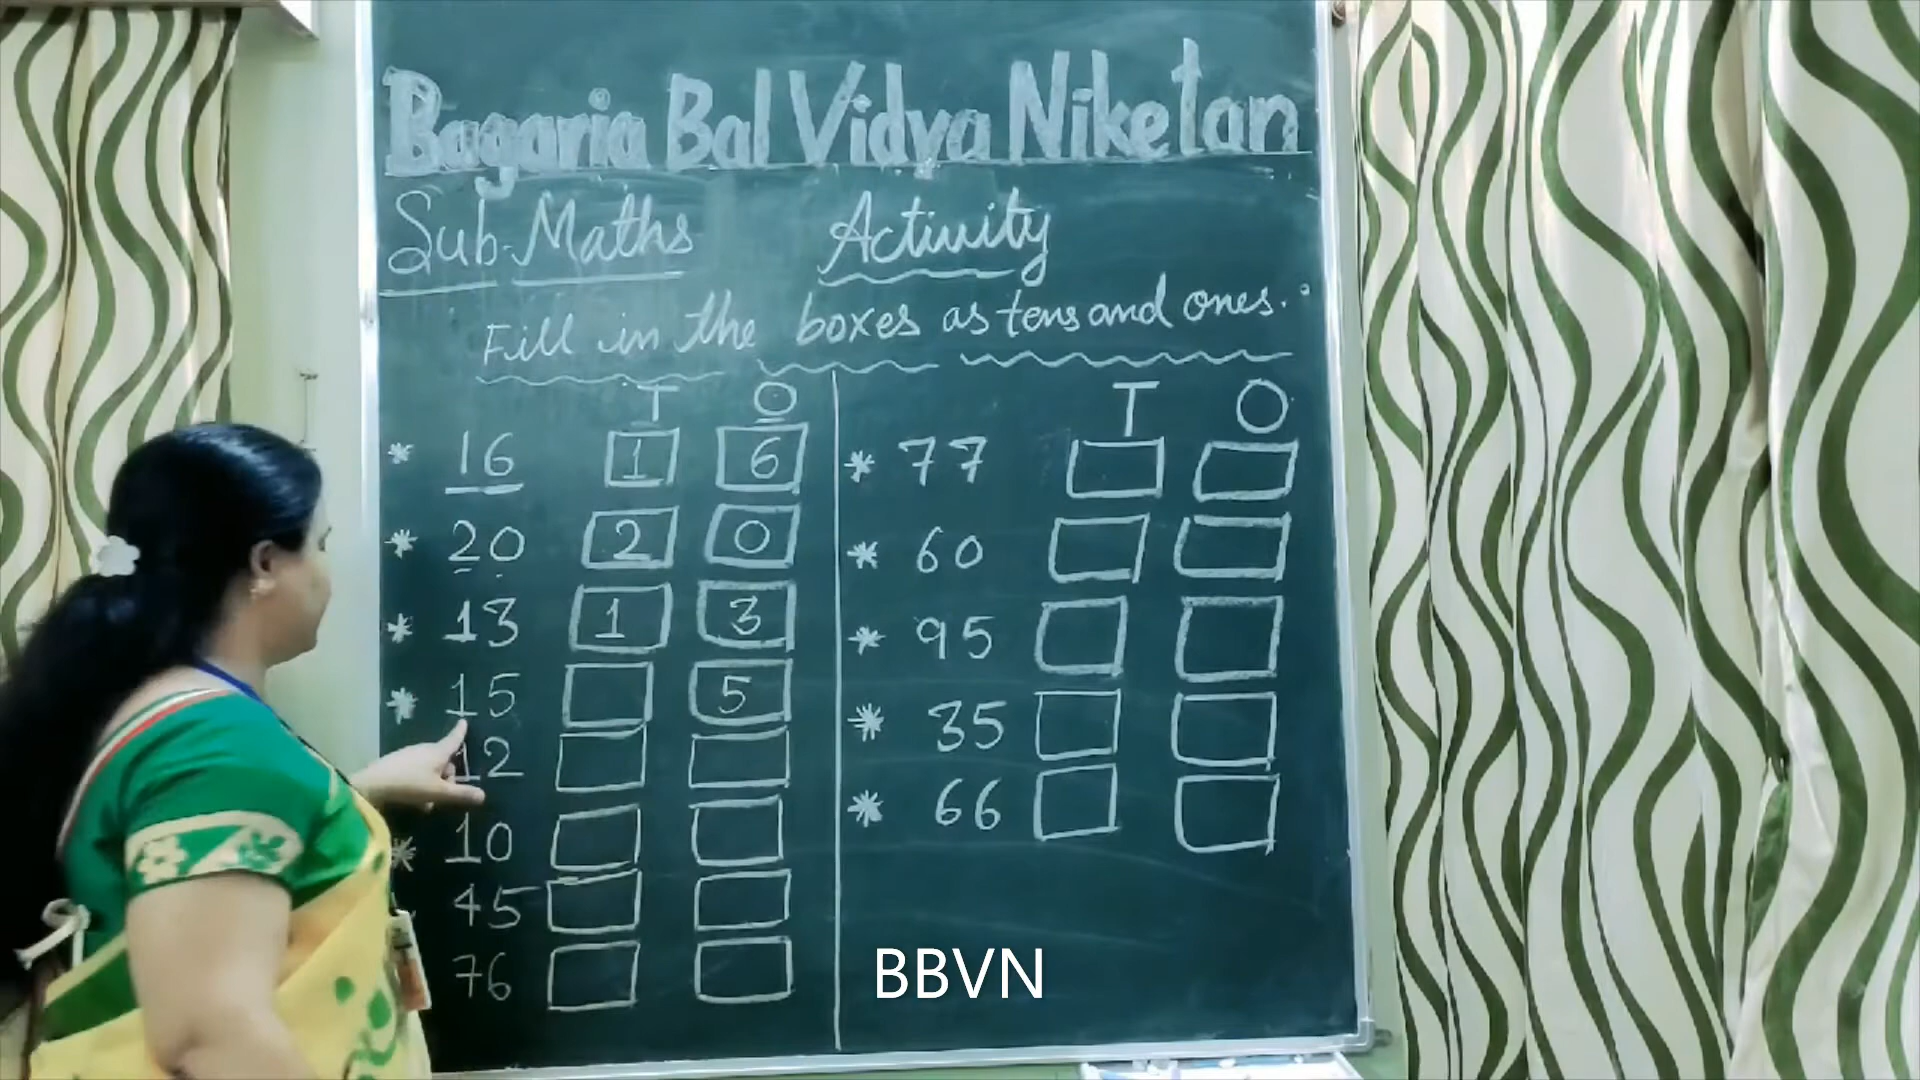 Bagaria Bal Vidya Niketan
Sub-Maths Activity
Fill in the boxes as tens and ones.
T O
* 16 1 6
* 20 2 0
* 13 1 3
* 15 5
12
* 10
45
76
T O
* 77
* 60
* 95
* 35
* 66
BBVN